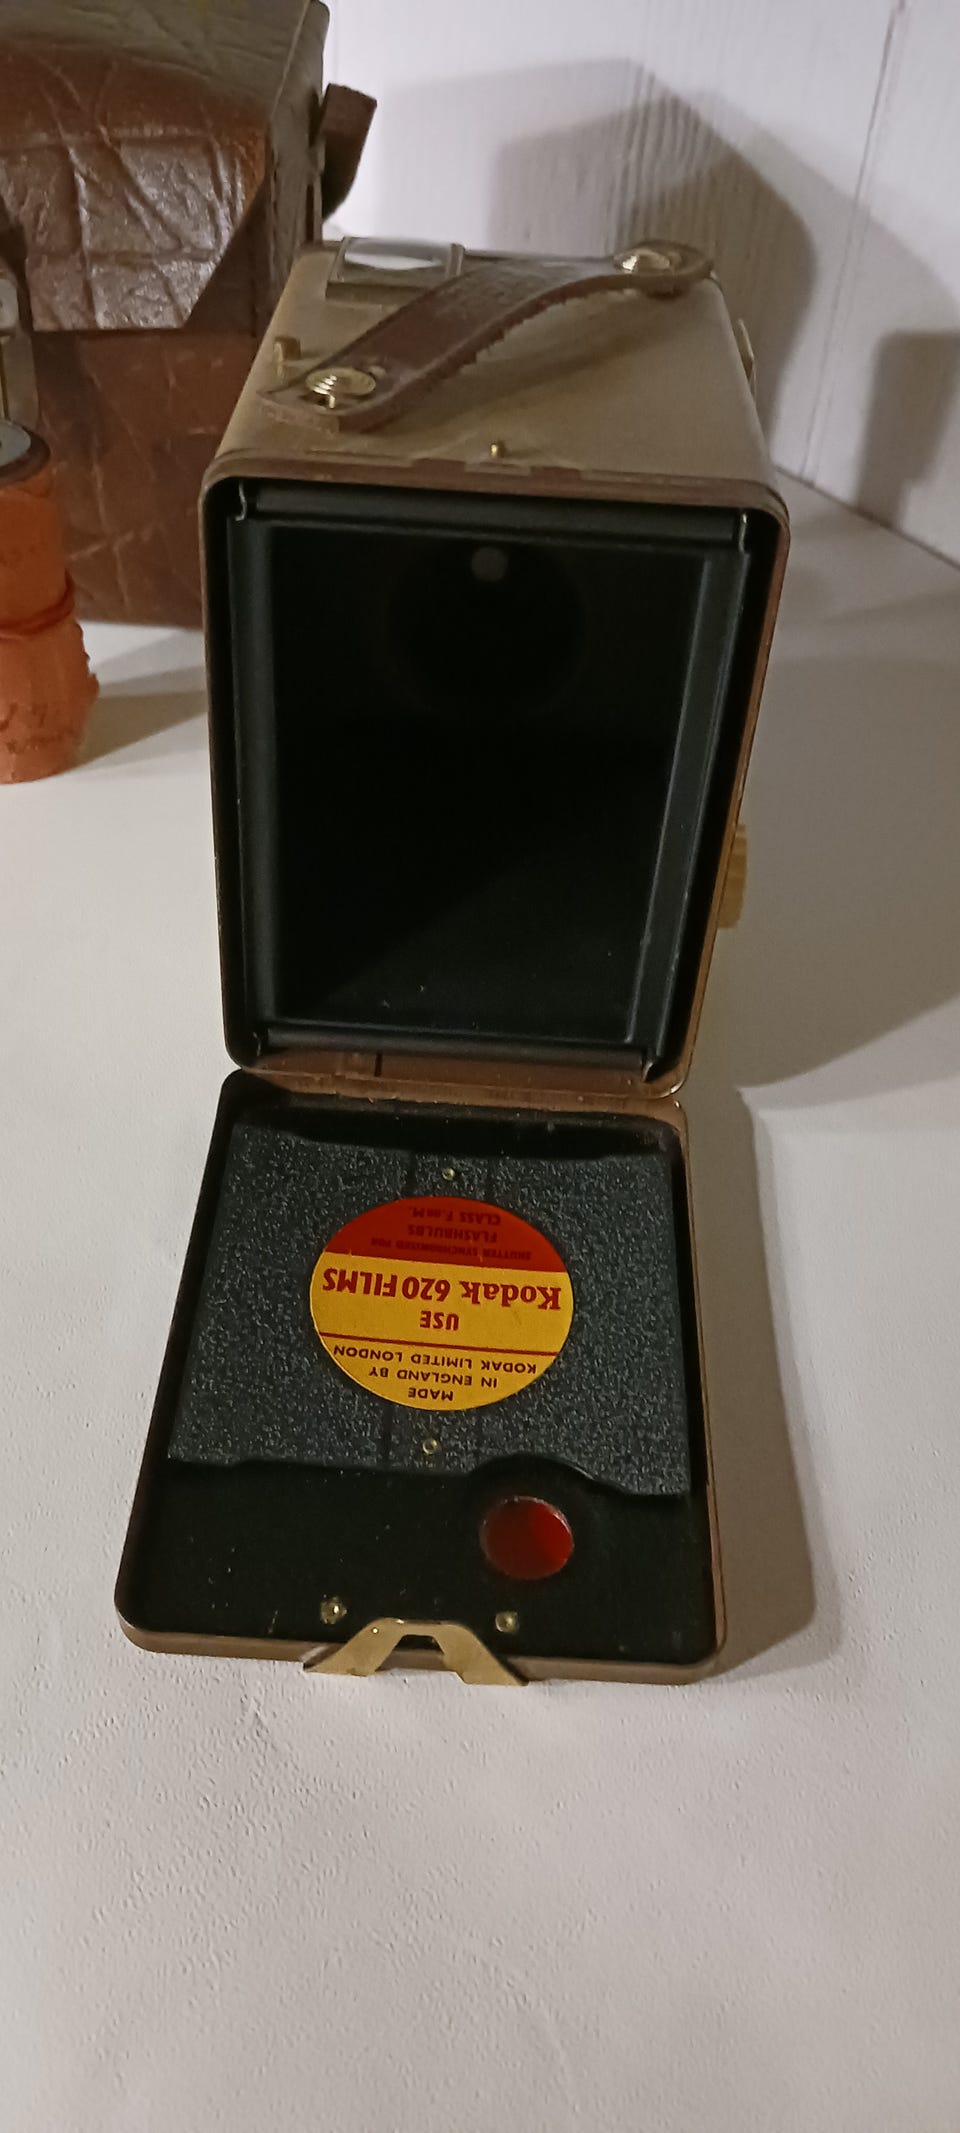 MADE
IN ENGLAND BY
KODAK LIMITED LONDON
USE
Kodak 620 FILMS
SHUTTER SYNCHRONISED FOR
FLASHBULBS
CLASS F. OR M.